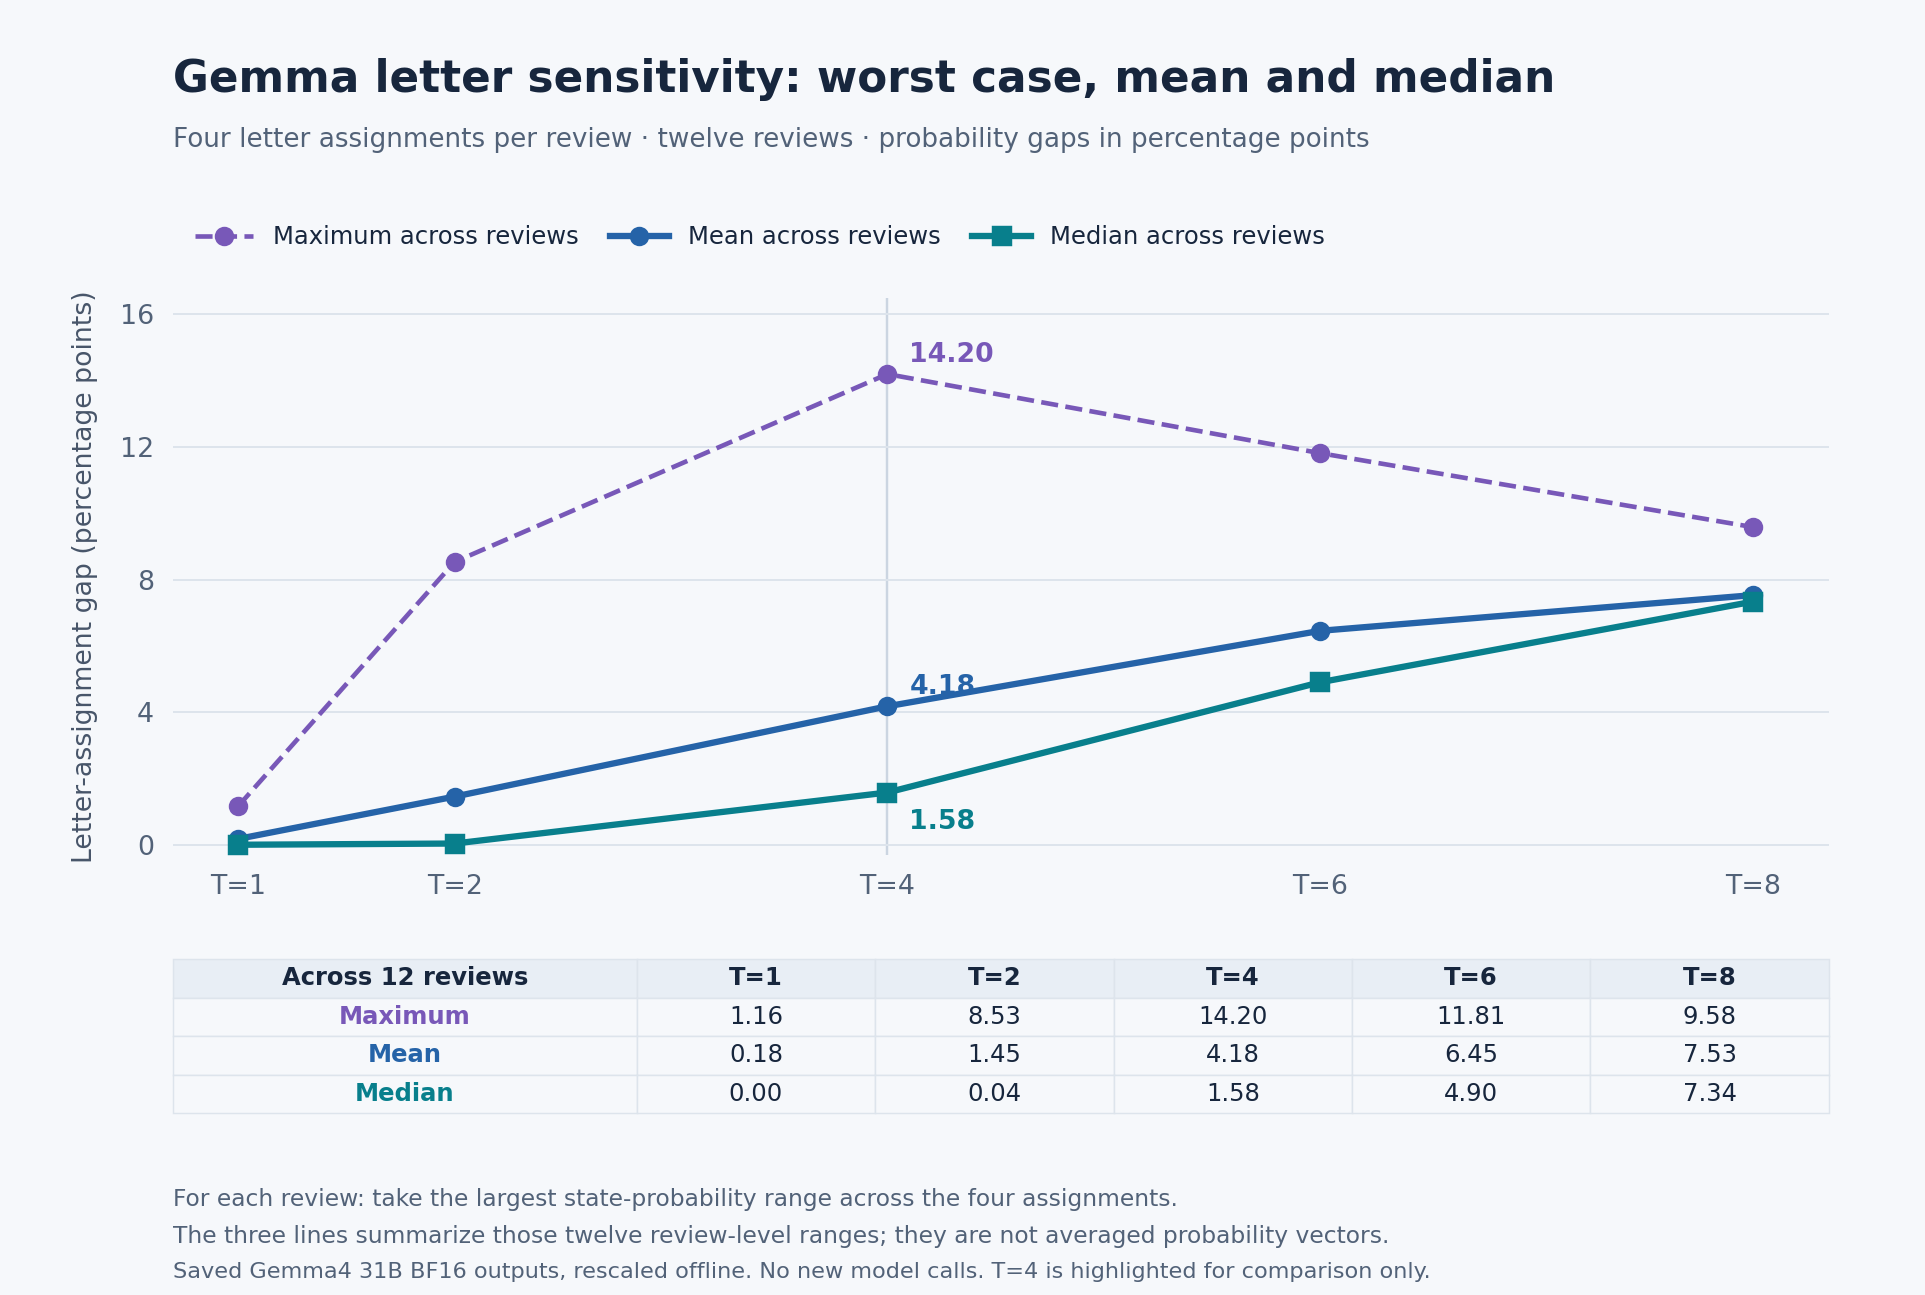 Gemma letter sensitivity: worst case, mean and median
Four letter assignments per review · twelve reviews · probability gaps in percentage points
Maximum across reviews
Mean across reviews
Median across reviews
Letter-assignment gap (percentage points)
16
12
8
4
0
14.20
4.18
1.58
T=1 T=2 T=4 T=6 T=8
Across 12 reviews T=1 T=2 T=4 T=6 T=8
Maximum 1.16 8.53 14.20 11.81 9.58
Mean 0.18 1.45 4.18 6.45 7.53
Median 0.00 0.04 1.58 4.90 7.34
For each review: take the largest state-probability range across the four assignments.
The three lines summarize those twelve review-level ranges; they are not averaged probability vectors.
Saved Gemma4 31B BF16 outputs, rescaled offline. No new model calls. T=4 is highlighted for comparison only.